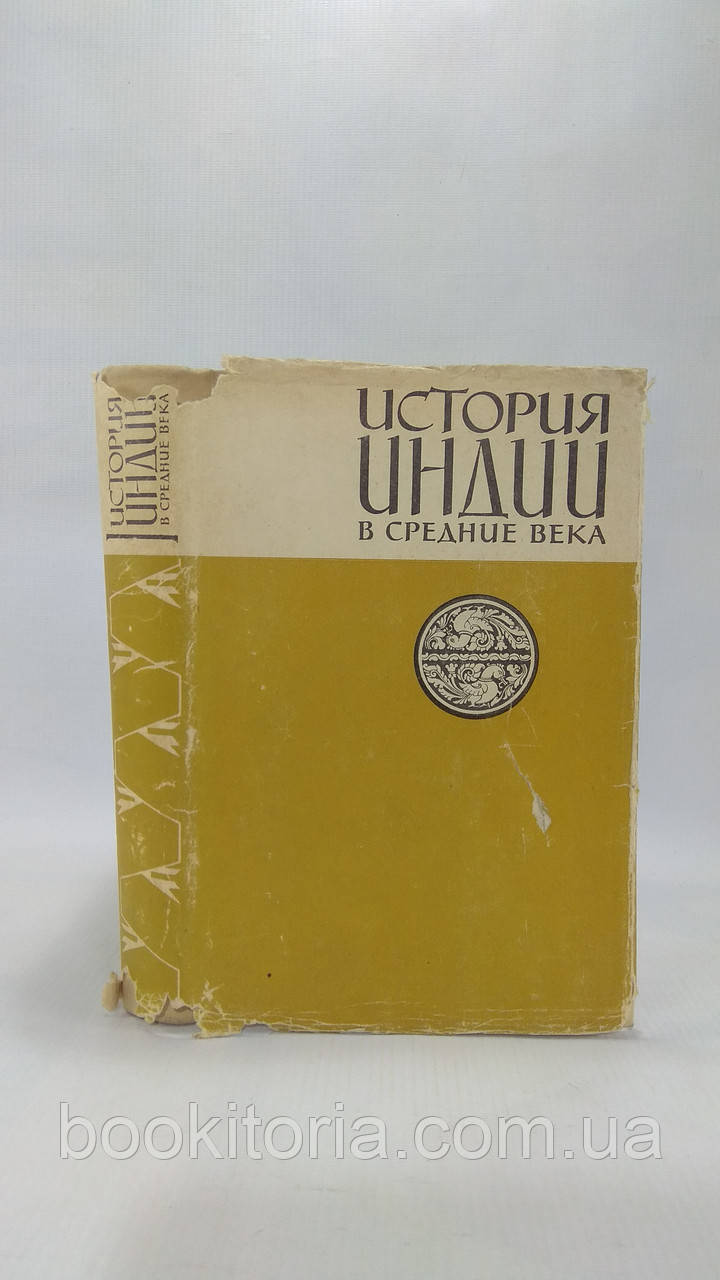 ИСТОРИЯ
ИНДИИ
В СРЕДНИЕ ВЕКА
ИСТОРИЯ
ИНДИИ
В СРЕДНИЕ ВЕКА
bookitoria.com.ua